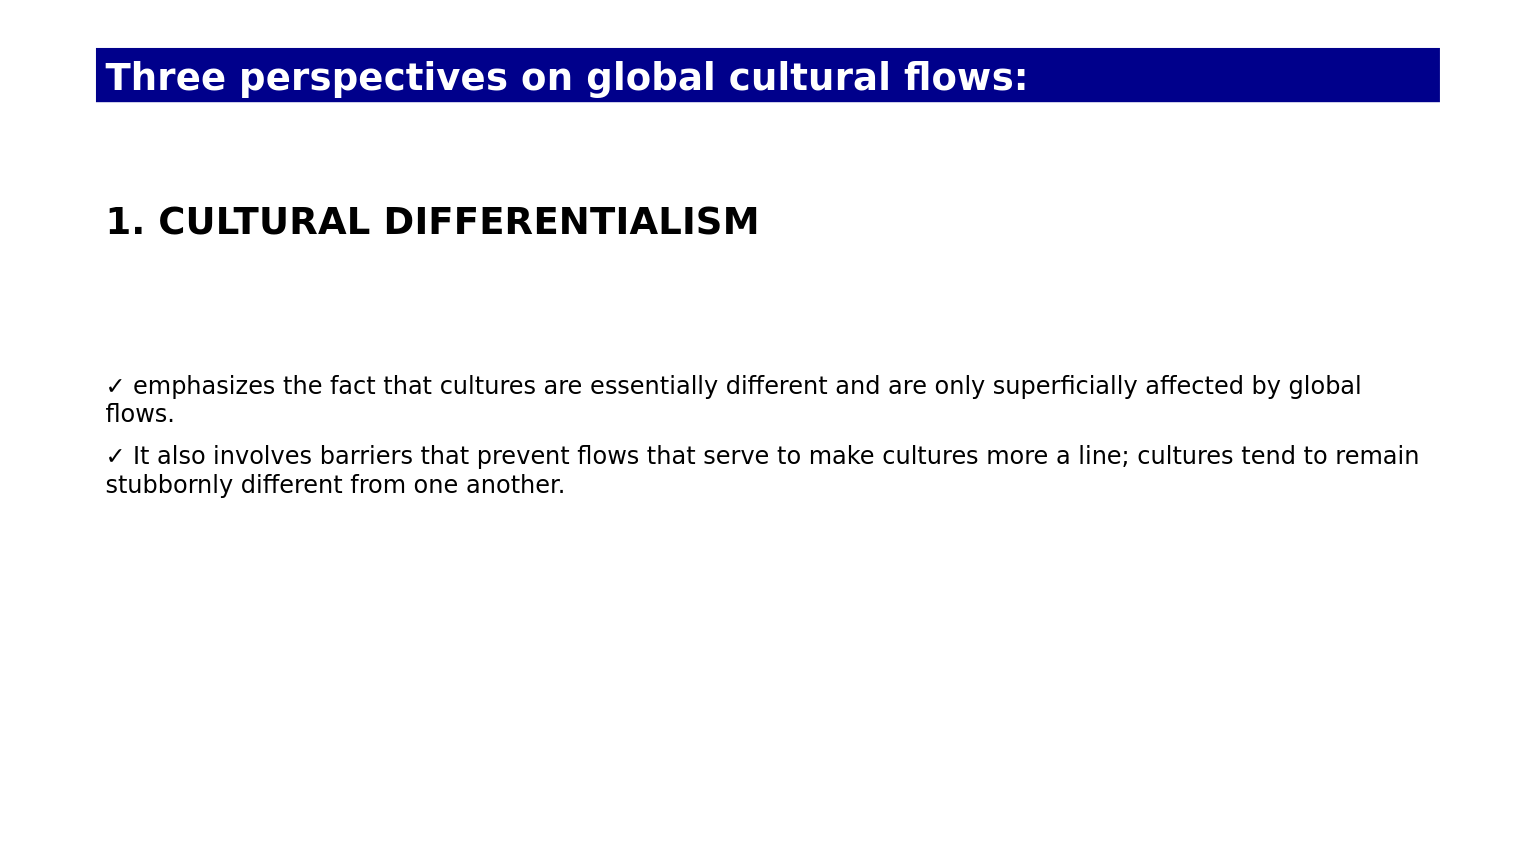 Three perspectives on global cultural flows:
1. CULTURAL DIFFERENTIALISM
✓ emphasizes the fact that cultures are essentially different and are only superficially affected by global
flows.
✓ It also involves barriers that prevent flows that serve to make cultures more a line; cultures tend to remain
stubbornly different from one another.